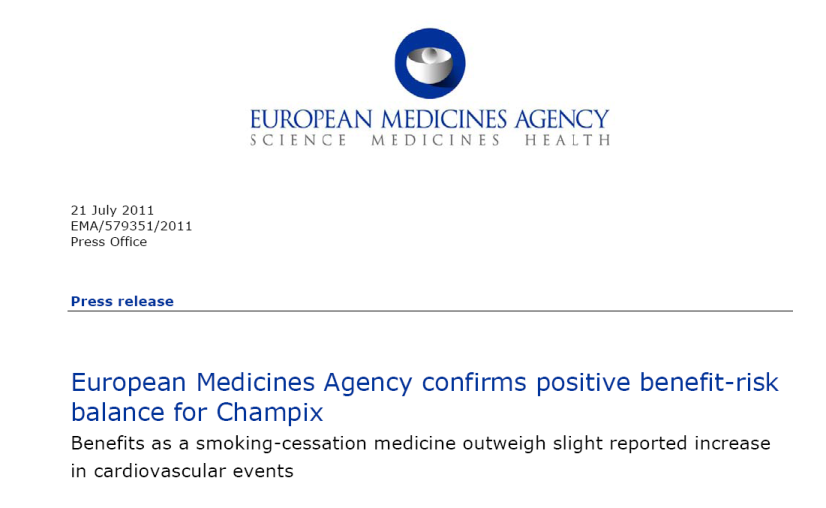 EUROPEAN MEDICINES AGENCY
SCIENCE MEDICINES HEALTH
21 July 2011
EMA/579351/2011
Press Office
Press release
European Medicines Agency confirms positive benefit-risk
balance for Champix
Benefits as a smoking-cessation medicine outweigh slight reported increase
in cardiovascular events